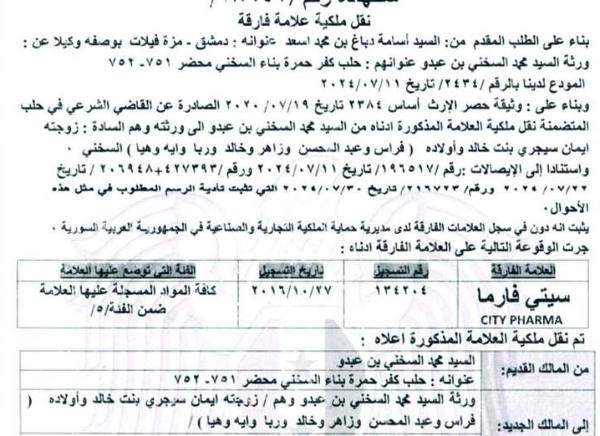 نقل ملكية علامة فارقة
بناء على الطلب المقدم من: السيد أسامة دباغ بن محمد اسعد عنوانه : دمشق - مزة فيلات بوصفه وكيلا عن :
ورثة السيد محمد السخني بن عبدو عنوانهم : حلب كفر حمرة بناء السخني محضر ٧٥١- ٧٥٢
المودع لدينا بالرقم /٢٤٣٤/ تاريخ ٢٠٢٤/٠٧/١١
وبناء على : وثيقة حصر الإرث أساس ٢٣٨٤ تاريخ ٢٠٢٠/٠٧/١٩ الصادرة عن القاضي الشرعي في حلب
المتضمنة نقل ملكية العلامة المذكورة ادناه من السيد محمد السخني بن عبدو الى ورثته وهم السادة : زوجته
ايمان سيجري بنت خالد وأولاده ( فراس وعبد المحسن وزاهر وخالد وربا وايه وهيا ) السخني ٠
واستنادا إلى الإيصالات: رقم /١٩٦٥١٧/ تاريخ ٢٠٢٤/٠٧/١١ ورقم /٤٢٧٣٩٣+٢٠٦٩٤٨ / تاريخ
٢٠٢٤/٠٧/٢٢ ورقم/ ٢١٦٧٢٣/ تاريخ ٢٠٢٤/٠٧/٣٠ التي تثبت تأدية الرسم المطلوب في مثل هذه
الأحوال٠
يثبت انه دون في سجل العلامات الفارقة لدى مديرية حماية الملكية التجارية والصناعية في الجمهورية العربية السورية ٠
جرت الوقوعة التالية على العلامة الفارقة ادناه :
العلامة الفارقة رقم التسجيل تاريخ التسجيل الفئة التي توضع عليها العلامة
سيتي فارما ١٣٤٢٠٤ ٢٠١٦/١٠/٢٧ كافة المواد المسجلة عليها العلامة
CITY PHARMA ضمن الفئة/٥/
تم نقل ملكية العلامة المذكورة اعلاه :
من المالك القديم: السيد محمد السخني بن عبدو
عنوانه : حلب كفر حمرة بناء السخني محضر ٧٥١- ٧٥٢
إلى المالك الجديد: ورثة السيد محمد السخني بن عبدو وهم / زوجته ايمان سيجري بنت خالد وأولاده (
فراس وعبد المحسن وزاهر وخالد وربا وايه وهيا ) /